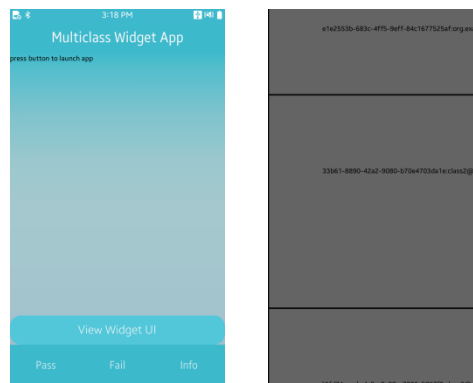 3:18 PM
Multiclass Widget App
press button to launch app
View Widget UI
Pass Fail Info
e1e2553b-683c-4ff5-9eff-84c1677525af:org.exa
33b61-8890-42a2-9080-b70e4703da1e:class2@